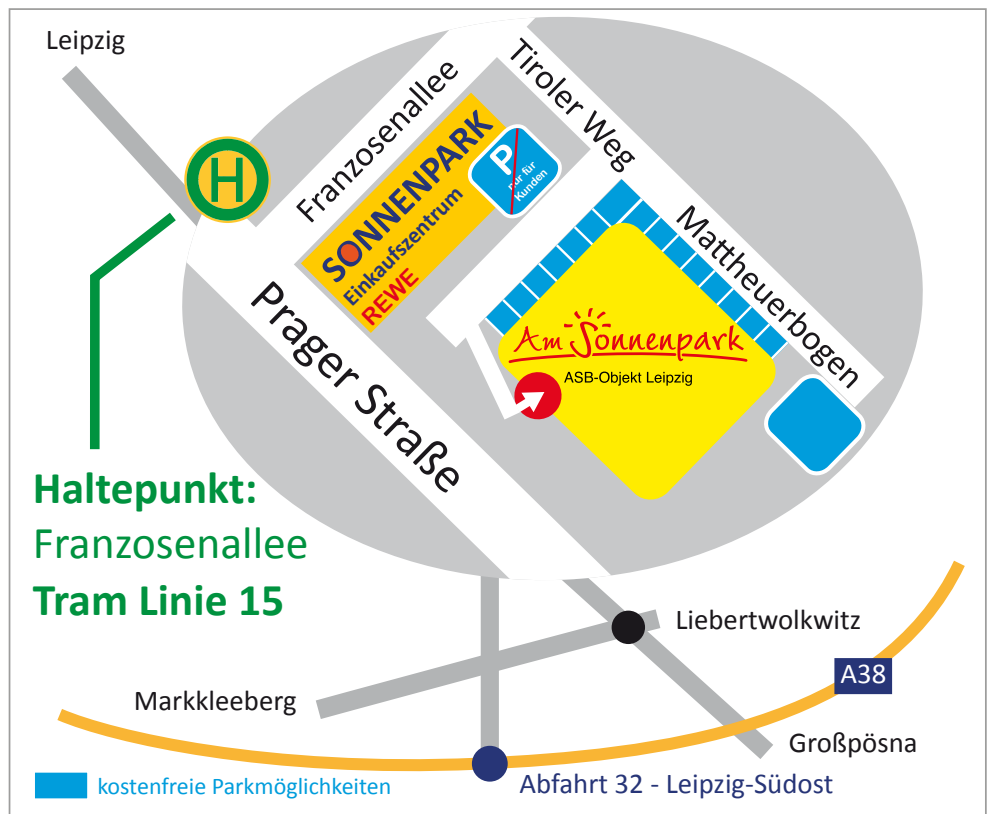 Leipzig
H
Franzosenallee
Tiroler Weg
SONNENPARK
Einkaufszentrum
REWE
P
nur für
Kunden
Mattheuerbogen
Prager Straße
Am Sonnenpark
ASB-Objekt Leipzig
Haltepunkt:
Franzosenallee
Tram Linie 15
Liebertwolkwitz
A38
Markkleeberg
Großpösna
kostenfreie Parkmöglichkeiten
Abfahrt 32 - Leipzig-Südost